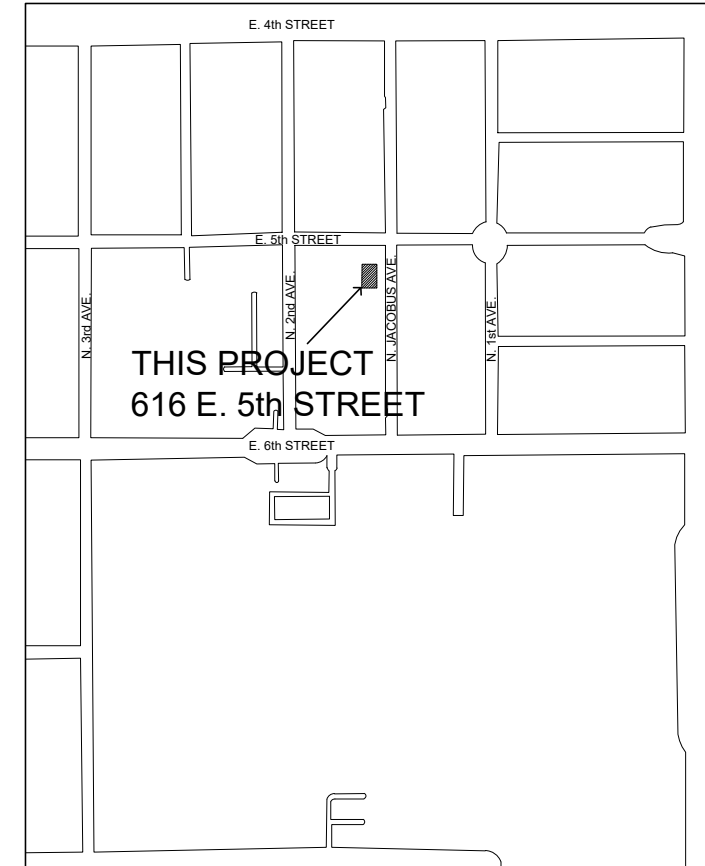 E. 4th STREET
E. 5th STREET
N. 3rd AVE.
N. 2nd AVE.
N. JACOBUS AVE.
N. 1st AVE.
THIS PROJECT
616 E. 5th STREET
E. 6th STREET